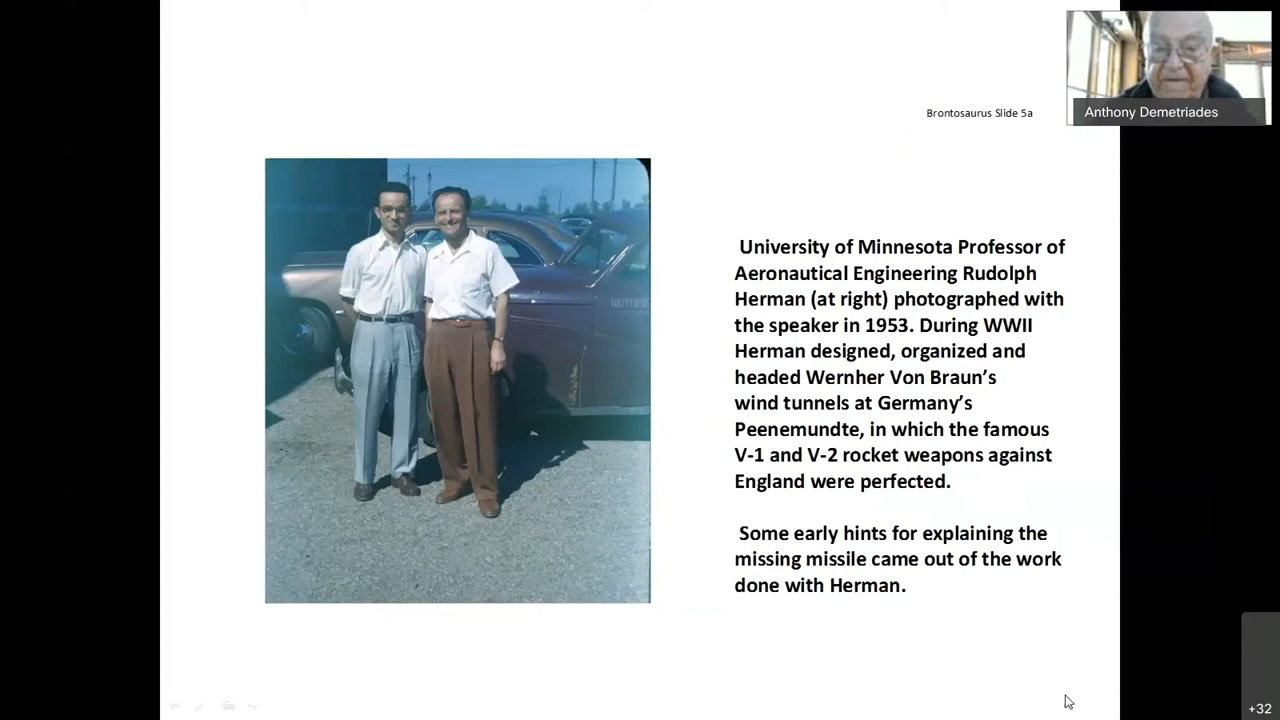 Brontosaurus Slide 5a
Anthony Demetriades
University of Minnesota Professor of
Aeronautical Engineering Rudolph
Herman (at right) photographed with
the speaker in 1953. During WWII
Herman designed, organized and
headed Wernher Von Braun’s
wind tunnels at Germany’s
Peenemundte, in which the famous
V-1 and V-2 rocket weapons against
England were perfected.
Some early hints for explaining the
missing missile came out of the work
done with Herman.
+32